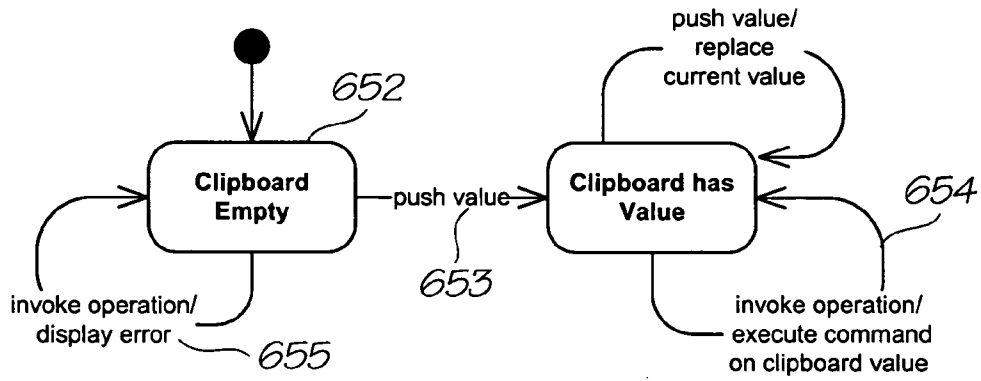 push value/
replace
current value
652
Clipboard
Empty
push value
Clipboard has
Value
654
653
invoke operation/
display error
655
invoke operation/
execute command
on clipboard value